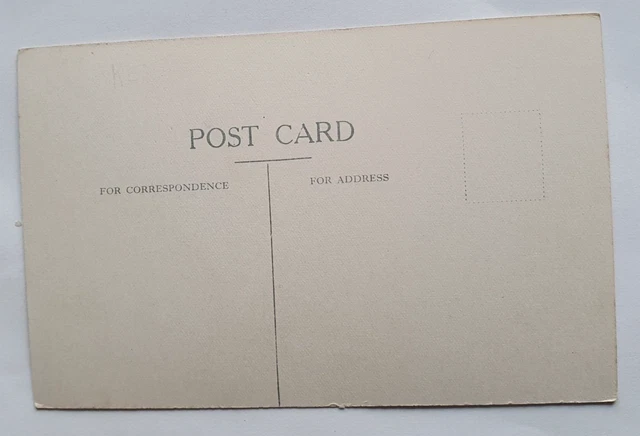 POST CARD
FOR CORRESPONDENCE
FOR ADDRESS